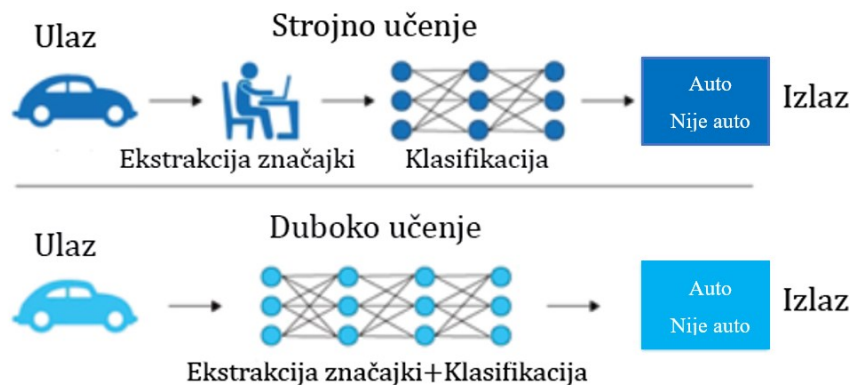 Strojno učenje
Ulaz
Auto
Nije auto
Izlaz
Ekstrakcija značajki
Klasifikacija
Duboko učenje
Ulaz
Auto
Nije auto
Izlaz
Ekstrakcija značajki+Klasifikacija